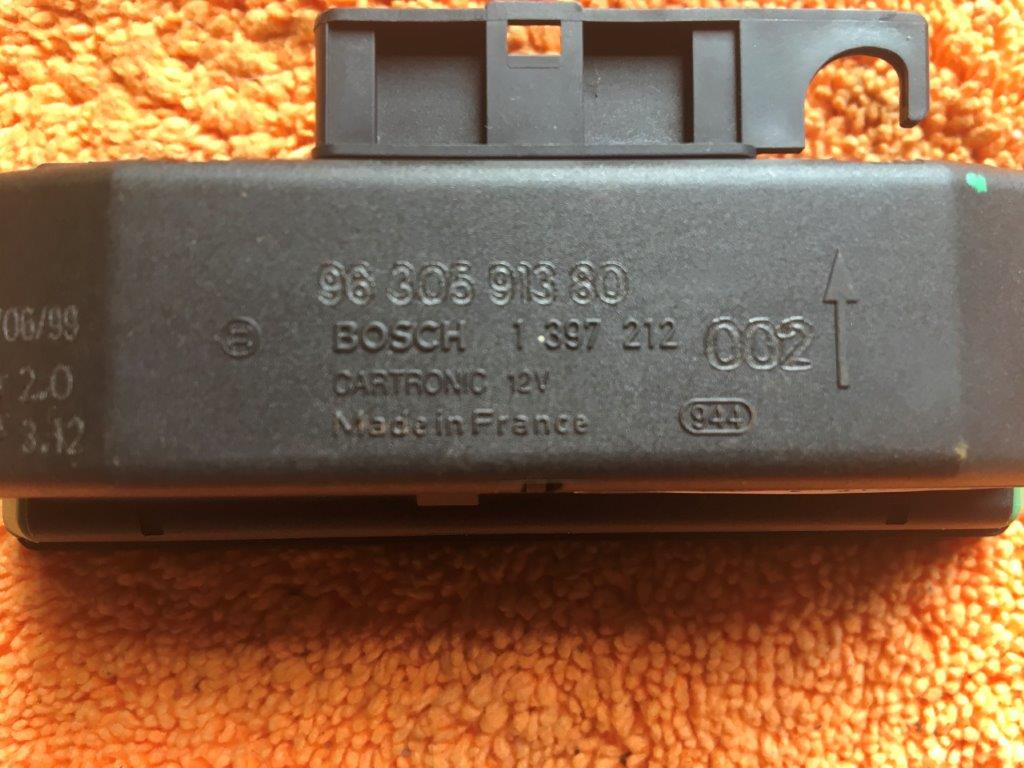 /06/99
2.0
3.12
96 305 913 80
BOSCH 1 397 212 002
CARTRONIC 12V
Made in France
944